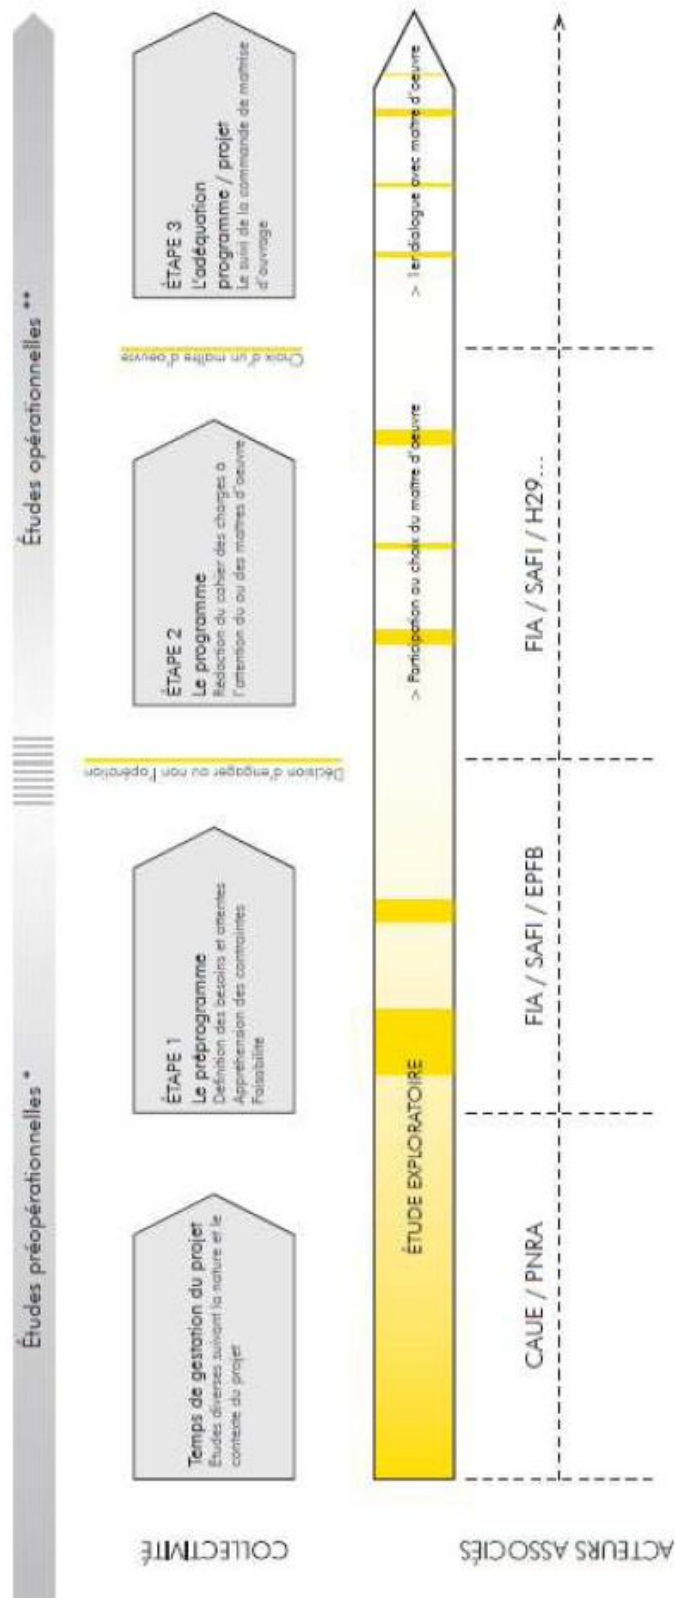 Études préopérationnelles *
Études opérationnelles **
COLLECTIVITÉ
Temps de gestation du projet
Études diverses suivant la nature et le
contexte du projet
ÉTAPE 1
Le préprogramme
Définition des besoins et attentes
Appréhension des contraintes
Faisabilité
Décision d'engager ou non l'opération
ÉTAPE 2
Le programme
Rédaction du cahier des charges à
l'attention du ou des maîtres d'oeuvre
Choix d'un maître d'oeuvre
ÉTAPE 3
L'adéquation
programme / projet
Le suivi de la commande de maîtrise
d'ouvrage
ÉTUDE EXPLORATOIRE
> Participation au choix du maître d'oeuvre
> 1er dialogue avec maître d'oeuvre
ACTEURS ASSOCIÉS
CAUE / PNRA
FIA / SAFI / EPFB
FIA / SAFI / H29...